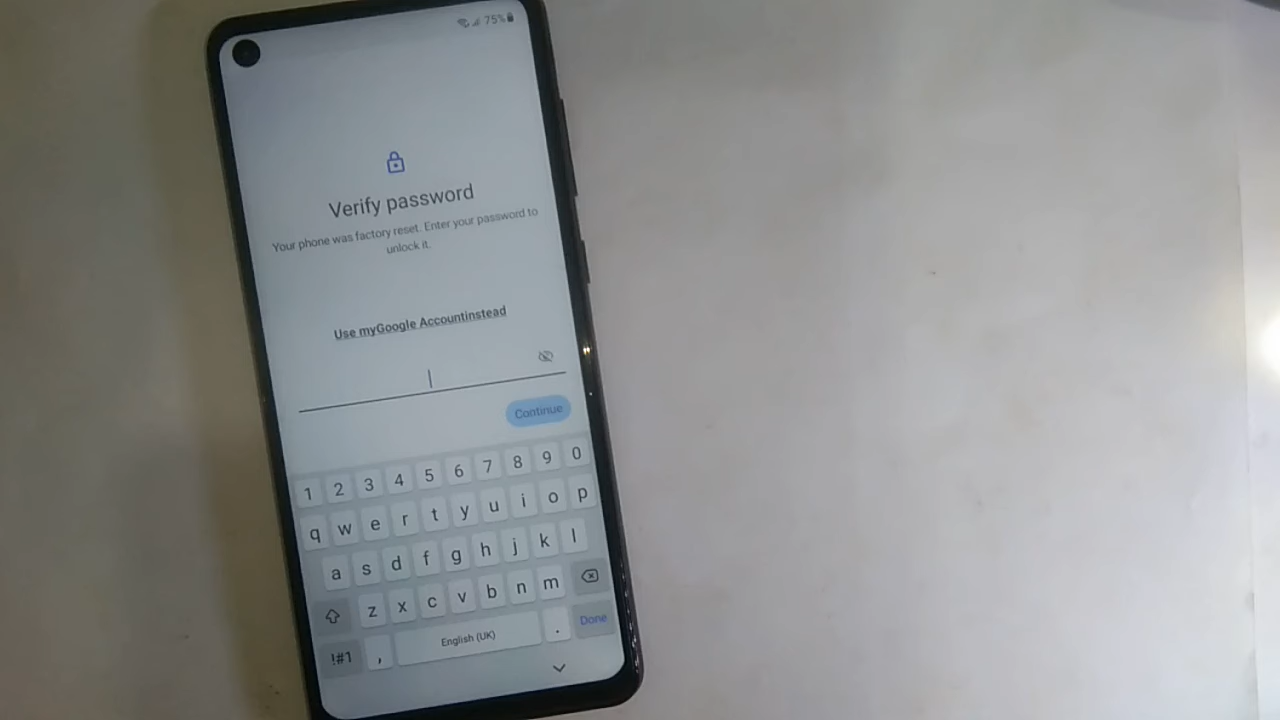 75%
Verify password
Your phone was factory reset. Enter your password to
unlock it.
Use myGoogle Accountinstead
Continue
1 2 3 4 5 6 7 8 9 0
q w e r t y u i o p
a s d f g h j k l
z x c v b n m
!#1 , English (UK) . Done